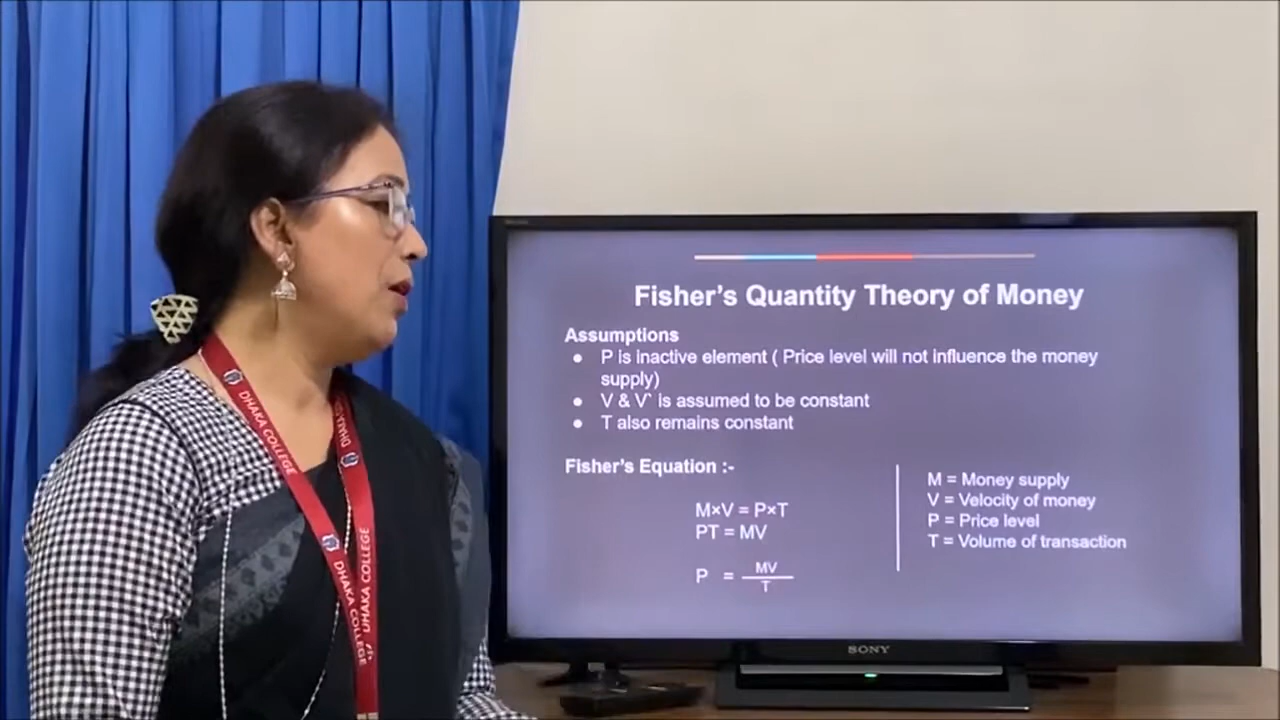 Fisher's Quantity Theory of Money
Assumptions
● P is inactive element ( Price level will not influence the money
supply)
● V & V` is assumed to be constant
● T also remains constant
Fisher's Equation :-
M×V = P×T
PT = MV
P = MV
T
M = Money supply
V = Velocity of money
P = Price level
T = Volume of transaction
SONY
DHAKA COLLEGE
DHAKA COLLEGE
DHAKA COLLEGE